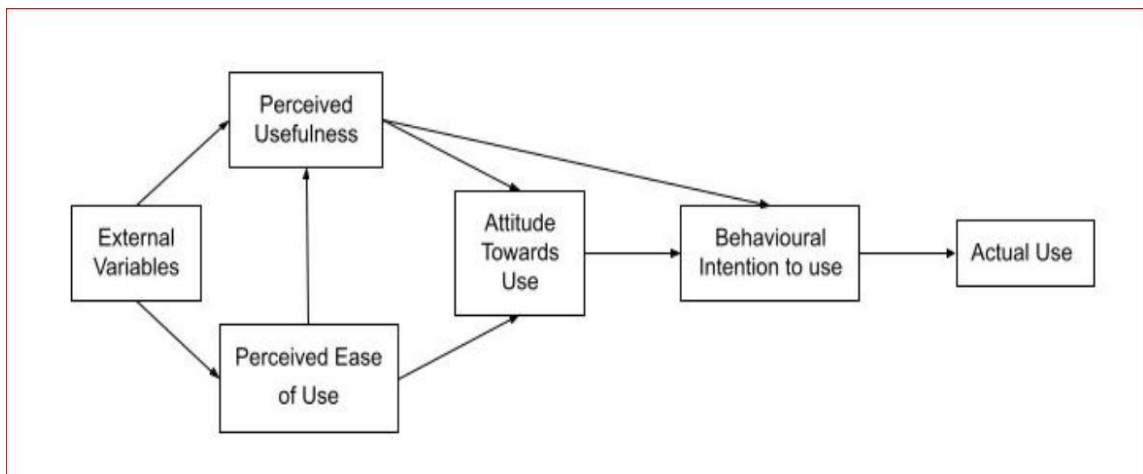 Perceived
Usefulness
External
Variables
Attitude
Towards
Use
Behavioural
Intention to use
Actual Use
Perceived Ease
of Use